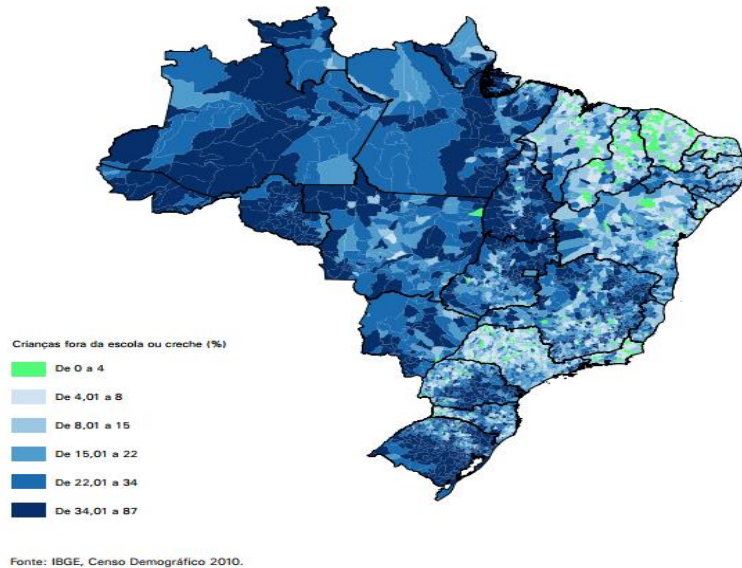 Crianças fora da escola ou creche (%)
De 0 a 4
De 4,01 a 8
De 8,01 a 15
De 15,01 a 22
De 22,01 a 34
De 34,01 a 87
Fonte: IBGE, Censo Demográfico 2010.